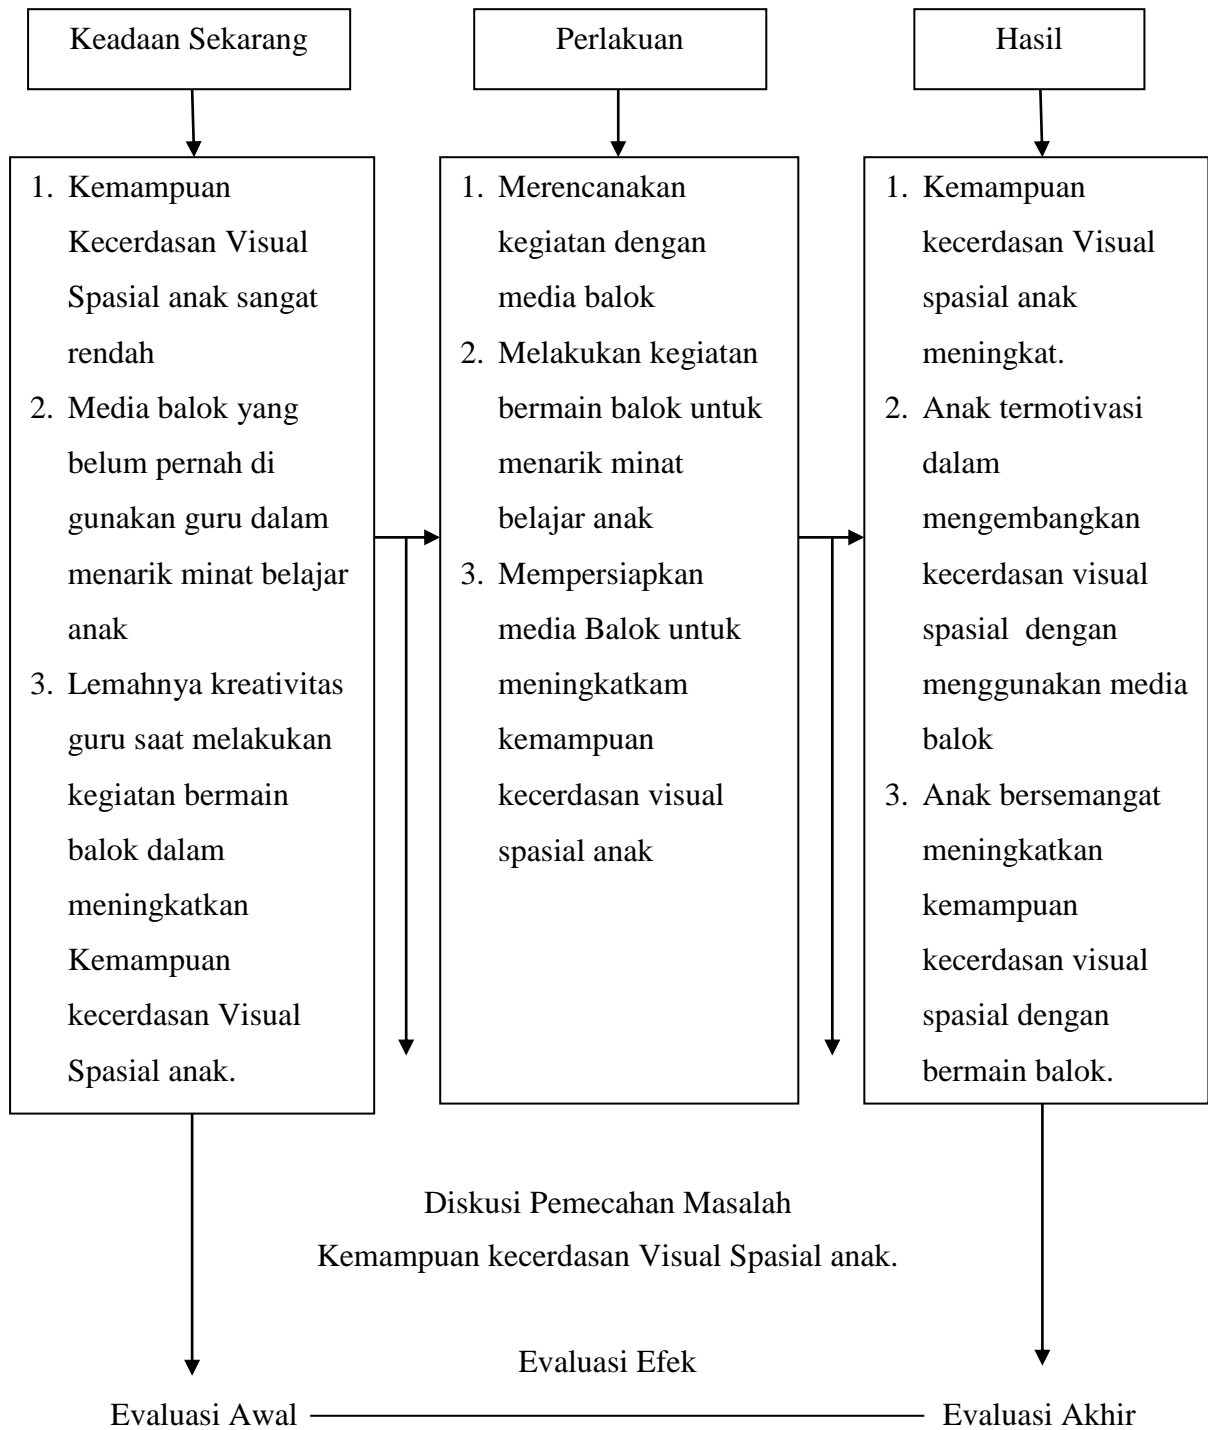 Keadaan Sekarang
Perlakuan
Hasil
1. Kemampuan
Kecerdasan Visual
Spasial anak sangat
rendah
2. Media balok yang
belum pernah di
gunakan guru dalam
menarik minat belajar
anak
3. Lemahnya kreativitas
guru saat melakukan
kegiatan bermain
balok dalam
meningkatkan
Kemampuan
kecerdasan Visual
Spasial anak.
1. Merencanakan
kegiatan dengan
media balok
2. Melakukan kegiatan
bermain balok untuk
menarik minat
belajar anak
3. Mempersiapkan
media Balok untuk
meningkatkam
kemampuan
kecerdasan visual
spasial anak
1. Kemampuan
kecerdasan Visual
spasial anak
meningkat.
2. Anak termotivasi
dalam
mengembangkan
kecerdasan visual
spasial dengan
menggunakan media
balok
3. Anak bersemangat
meningkatkan
kemampuan
kecerdasan visual
spasial dengan
bermain balok.
Diskusi Pemecahan Masalah
Kemampuan kecerdasan Visual Spasial anak.
Evaluasi Efek
Evaluasi Awal
Evaluasi Akhir